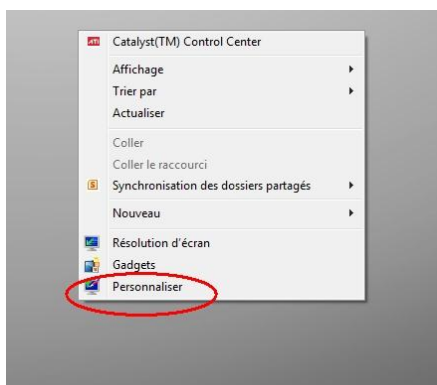 Catalyst(TM) Control Center
Affichage
Trier par
Actualiser
Coller
Coller le raccourci
Synchronisation des dossiers partagés
Nouveau
Résolution d'écran
Gadgets
Personnaliser